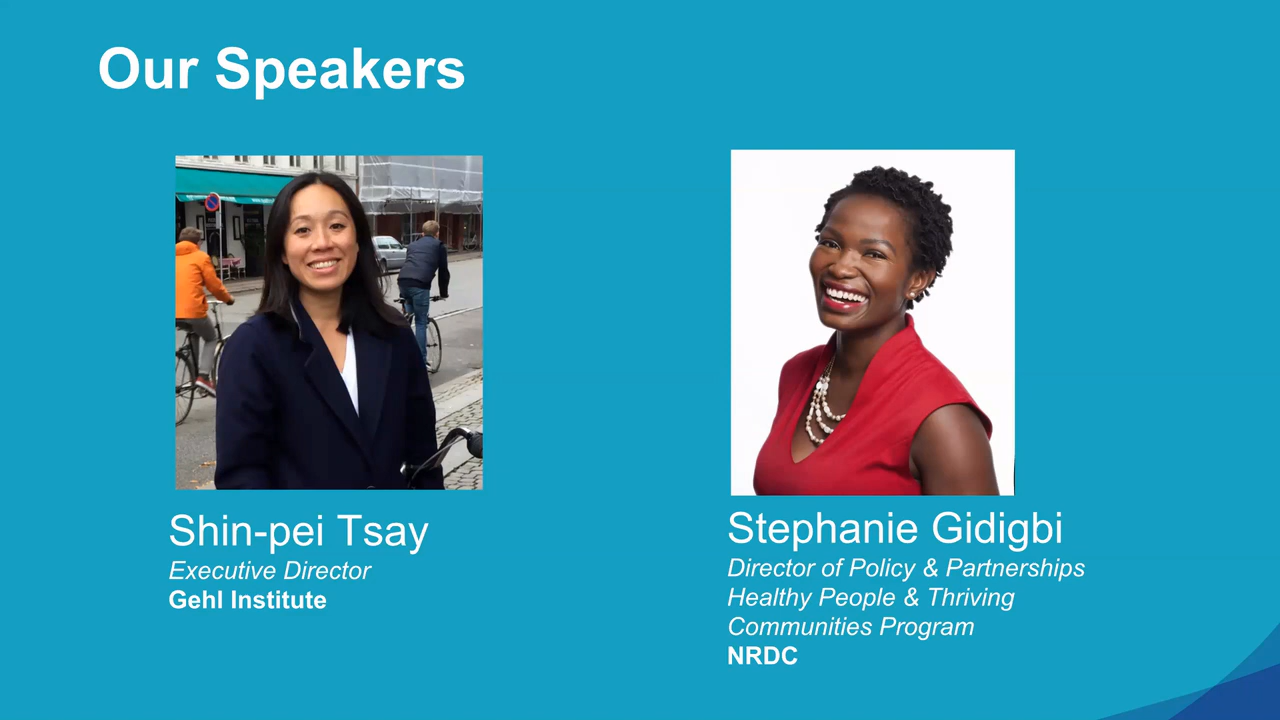 Our Speakers
Shin-pei Tsay
Executive Director
Gehl Institute
Stephanie Gidigbi
Director of Policy & Partnerships
Healthy People & Thriving
Communities Program
NRDC